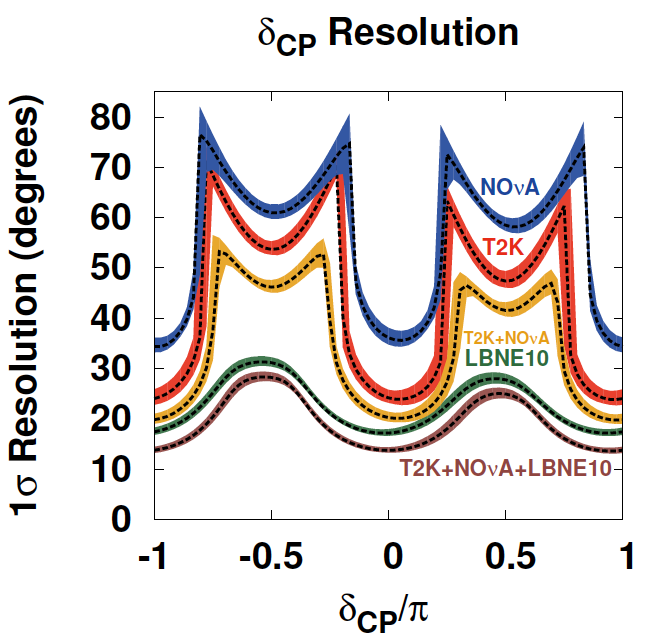 δCP Resolution
1σ Resolution (degrees)
80
70
60
50
40
30
20
10
0
NOνA
T2K
T2K+NOνA
LBNE10
T2K+NOνA+LBNE10
-1 -0.5 0 0.5 1
δCP/π